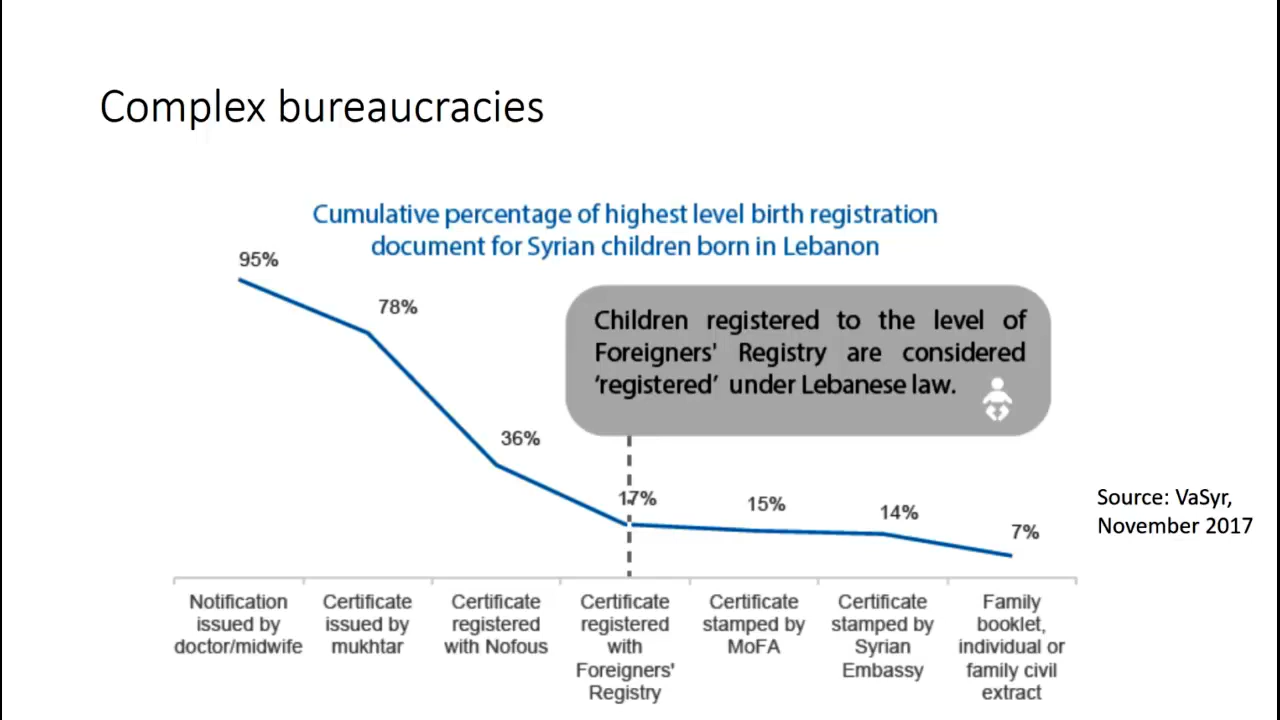 Complex bureaucracies
Cumulative percentage of highest level birth registration
document for Syrian children born in Lebanon
95%
78%
Children registered to the level of
Foreigners' Registry are considered
‘registered’ under Lebanese law.
36%
17%
15%
14%
7%
Source: VaSyr,
November 2017
Notification
issued by
doctor/midwife
Certificate
issued by
mukhtar
Certificate
registered
with Nofous
Certificate
registered
with
Foreigners'
Registry
Certificate
stamped by
MoFA
Certificate
stamped by
Syrian
Embassy
Family
booklet,
individual or
family civil
extract